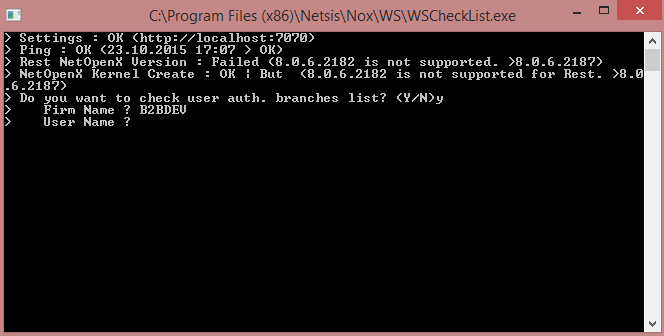 C:\Program Files (x86)\Netsis\Nox\WS\WSCheckList.exe
> Settings : OK (http://localhost:7070)
> Ping : OK (23.10.2015 17:07 > OK)
> Rest NetOpenX Version : Failed (8.0.6.2182 is not supported. >8.0.6.2187)
> NetOpenX Kernel Create : OK ¦ But  (8.0.6.2182 is not supported for Rest. >8.0
.6.2187)
> Do you want to check user auth. branches list? (Y/N)y
>    Firm Name ? B2BDEV
>    User Name ?